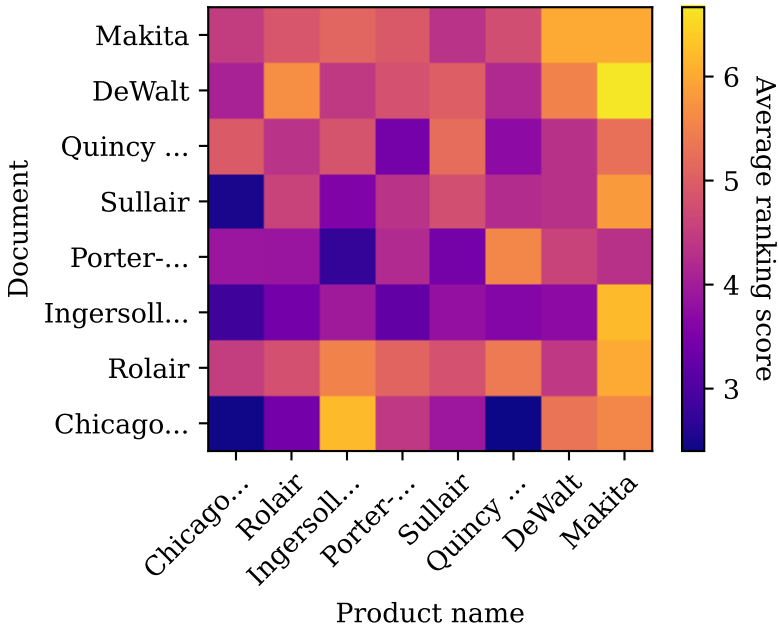 Document
Makita
DeWalt
Quincy ...
Sullair
Porter-...
Ingersoll...
Rolair
Chicago...
Chicago...
Rolair
Ingersoll...
Porter-...
Sullair
Quincy ...
DeWalt
Makita
Product name
6
5
4
3
Average ranking score